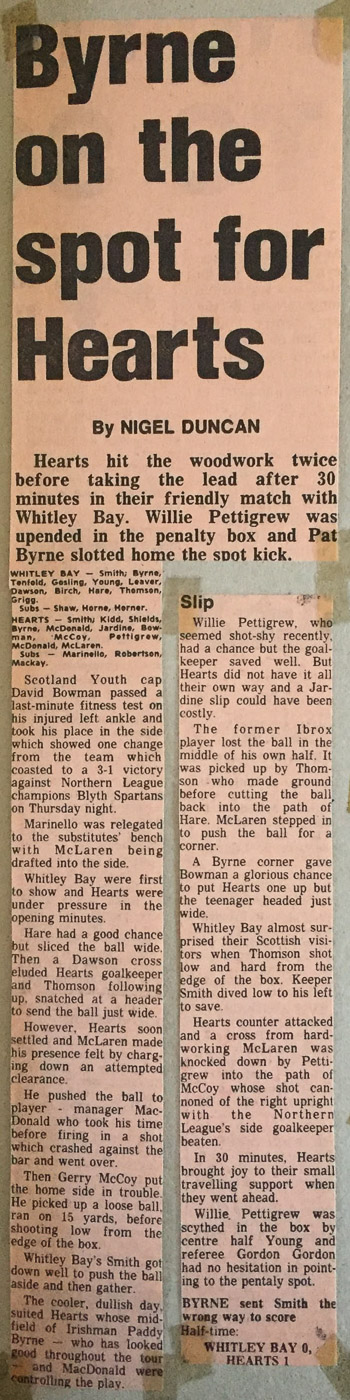 Byrne
on the
spot for
Hearts
By NIGEL DUNCAN
Hearts hit the woodwork twice
before taking the lead after 30
minutes in their friendly match with
Whitley Bay. Willie Pettigrew was
upended in the penalty box and Pat
Byrne slotted home the spot kick.
WHITLEY BAY — Smith; Byrne,
Tenfeld, Gosling, Young, Leaver,
Dawson, Birch, Hare, Thomson,
Grigg.
Subs — Shaw, Horne, Horner.
HEARTS — Smith; Kidd, Shields,
Byrne, McDonald, Jardine, Bow-
man, McCoy, Pettigrew,
McDonald, McLaren.
Subs — Marinello, Robertson,
Mackay.
Scotland Youth cap
David Bowman passed a
last-minute fitness test on
his injured left ankle and
took his place in the side
which showed one change
from the team which
coasted to a 3-1 victory
against Northern League
champions Blyth Spartans
on Thursday night.
Marinello was relegated
to the substitutes' bench
with McLaren being
drafted into the side.
Whitley Bay were first
to show and Hearts were
under pressure in the
opening minutes.
Hare had a good chance
but sliced the ball wide.
Then a Dawson cross
eluded Hearts goalkeeper
and Thomson following
up, snatched at a header
to send the ball just wide.
However, Hearts soon
settled and McLaren made
his presence felt by charg-
ing down an attempted
clearance.
He pushed the ball to
player - manager Mac-
Donald who took his time
before firing in a shot
which crashed against the
bar and went over.
Then Gerry McCoy put
the home side in trouble.
He picked up a loose ball,
ran on 15 yards, before
shooting low from the
edge of the box.
Whitley Bay's Smith got
down well to push the ball
aside and then gather.
The cooler, dullish day,
suited Hearts whose mid-
field of Irishman Paddy
Byrne — who has looked
good throughout the tour
— and MacDonald were
controlling the play.
Slip
Willie Pettigrew, who
seemed shot-shy recently,
had a chance but the goal-
keeper saved well. But
Hearts did not have it all
their own way and a Jar-
dine slip could have been
costly.
The former Ibrox
player lost the ball in the
middle of his own half. It
was picked up by Thom-
son who made ground
before cutting the ball
back into the path of
Hare. McLaren stepped in
to push the ball for a
corner.
A Byrne corner gave
Bowman a glorious chance
to put Hearts one up but
the teenager headed just
wide.
Whitley Bay almost sur-
prised their Scottish visi-
tors when Thomson shot
low and hard from the
edge of the box. Keeper
Smith dived low to his left
to save.
Hearts counter attacked
and a cross from hard-
working McLaren was
knocked down by Petti-
grew into the path of
McCoy whose shot can-
noned of the right upright
with the Northern
League's side goalkeeper
beaten.
In 30 minutes, Hearts
brought joy to their small
travelling support when
they went ahead.
Willie Pettigrew was
scythed in the box by
centre half Young and
referee Gordon Gordon
had no hesitation in point-
ing to the pentaly spot.
BYRNE sent Smith the
wrong way to score
Half-time:
WHITLEY BAY 0,
HEARTS 1